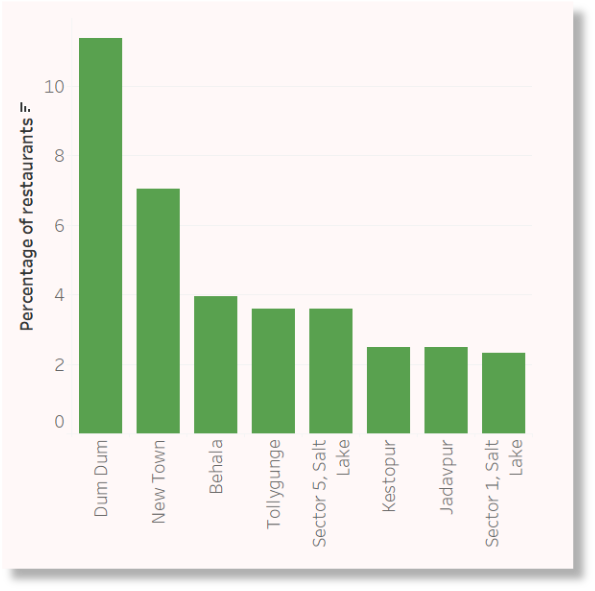 Percentage of restaurants
10
8
6
4
2
0
Dum Dum
New Town
Behala
Tollygunge
Sector 5, Salt
Lake
Kestopur
Jadavpur
Sector 1, Salt
Lake